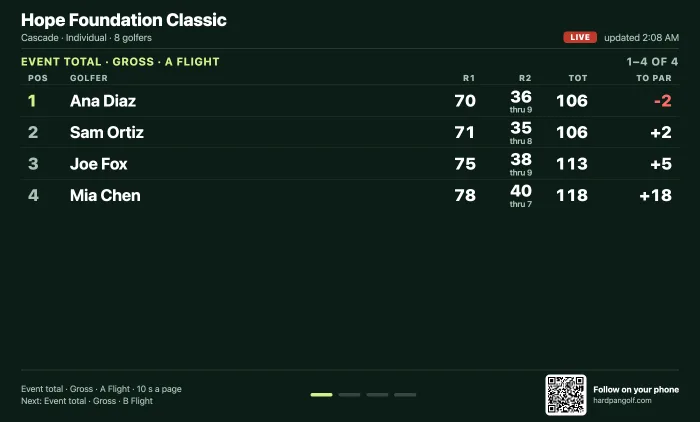 Hope Foundation Classic
Cascade · Individual · 8 golfers
LIVE updated 2:08 AM
EVENT TOTAL · GROSS · A FLIGHT 1–4 OF 4
POS GOLFER R1 R2 TOT TO PAR
1 Ana Diaz 70 36 106 -2
thru 9
2 Sam Ortiz 71 35 106 +2
thru 8
3 Joe Fox 75 38 113 +5
thru 9
4 Mia Chen 78 40 118 +18
thru 7
Event total · Gross · A Flight · 10 s a page
Next: Event total · Gross · B Flight
Follow on your phone
hardpangolf.com